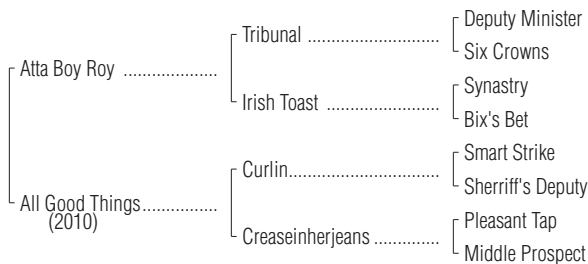 Deputy Minister
Tribunal ........................
Six Crowns
Atta Boy Roy ..................
Synastry
Irish Toast ......................
Bix's Bet
Smart Strike
Curlin.............................
Sherriff's Deputy
All Good Things...............
(2010)
Pleasant Tap
Creaseinherjeans .............
Middle Prospect